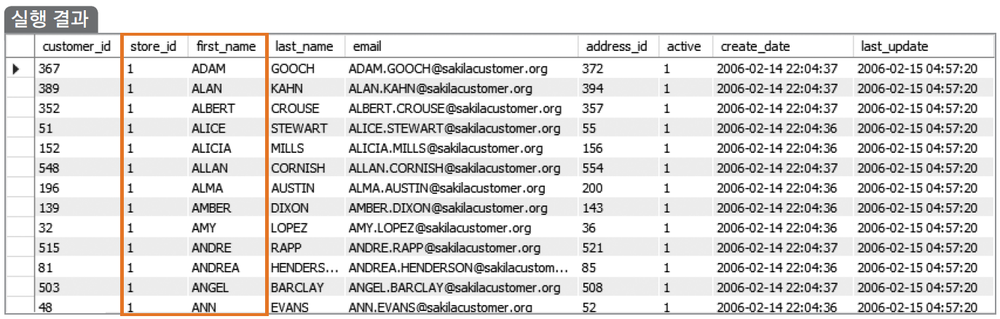 실행 결과
customer_id store_id first_name last_name email address_id active create_date last_update
367 1 ADAM GOOCH ADAM.GOOCH@sakilacustomer.org 372 1 2006-02-14 22:04:37 2006-02-15 04:57:20
389 1 ALAN KAHN ALAN.KAHN@sakilacustomer.org 394 1 2006-02-14 22:04:37 2006-02-15 04:57:20
352 1 ALBERT CROUSE ALBERT.CROUSE@sakilacustomer.org 357 1 2006-02-14 22:04:37 2006-02-15 04:57:20
51 1 ALICE STEWART ALICE.STEWART@sakilacustomer.org 55 1 2006-02-14 22:04:36 2006-02-15 04:57:20
152 1 ALICIA MILLS ALICIA.MILLS@sakilacustomer.org 156 1 2006-02-14 22:04:36 2006-02-15 04:57:20
548 1 ALLAN CORNISH ALLAN.CORNISH@sakilacustomer.org 554 1 2006-02-14 22:04:37 2006-02-15 04:57:20
196 1 ALMA AUSTIN ALMA.AUSTIN@sakilacustomer.org 200 1 2006-02-14 22:04:36 2006-02-15 04:57:20
139 1 AMBER DIXON AMBER.DIXON@sakilacustomer.org 143 1 2006-02-14 22:04:36 2006-02-15 04:57:20
32 1 AMY LOPEZ AMY.LOPEZ@sakilacustomer.org 36 1 2006-02-14 22:04:36 2006-02-15 04:57:20
515 1 ANDRE RAPP ANDRE.RAPP@sakilacustomer.org 521 1 2006-02-14 22:04:37 2006-02-15 04:57:20
81 1 ANDREA HENDERS... ANDREA.HENDERSON@sakilacustom... 85 1 2006-02-14 22:04:36 2006-02-15 04:57:20
503 1 ANGEL BARCLAY ANGEL.BARCLAY@sakilacustomer.org 508 1 2006-02-14 22:04:37 2006-02-15 04:57:20
48 1 ANN EVANS ANN.EVANS@sakilacustomer.org 52 1 2006-02-14 22:04:36 2006-02-15 04:57:20